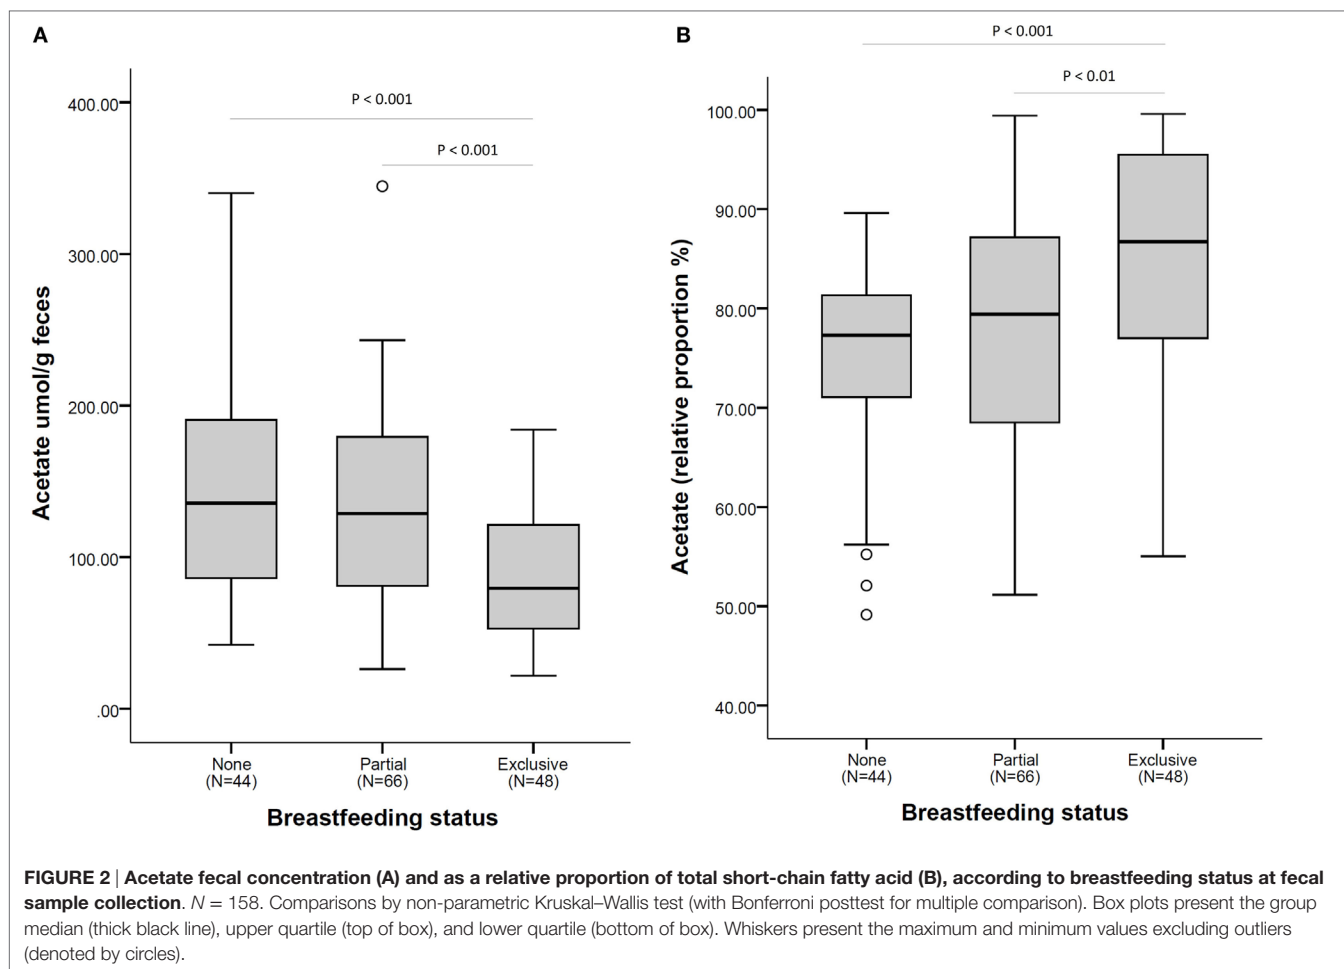 A
P < 0.001
P < 0.001
400.00
300.00
200.00
100.00
.00
Acetate umol/g feces
None
(N=44)
Partial
(N=66)
Exclusive
(N=48)
Breastfeeding status
B
P < 0.001
P < 0.01
100.00
90.00
80.00
70.00
60.00
50.00
40.00
Acetate (relative proportion %)
None
(N=44)
Partial
(N=66)
Exclusive
(N=48)
Breastfeeding status
FIGURE 2 | Acetate fecal concentration (A) and as a relative proportion of total short-chain fatty acid (B), according to breastfeeding status at fecal
sample collection. N = 158. Comparisons by non-parametric Kruskal–Wallis test (with Bonferroni posttest for multiple comparison). Box plots present the group
median (thick black line), upper quartile (top of box), and lower quartile (bottom of box). Whiskers present the maximum and minimum values excluding outliers
(denoted by circles).